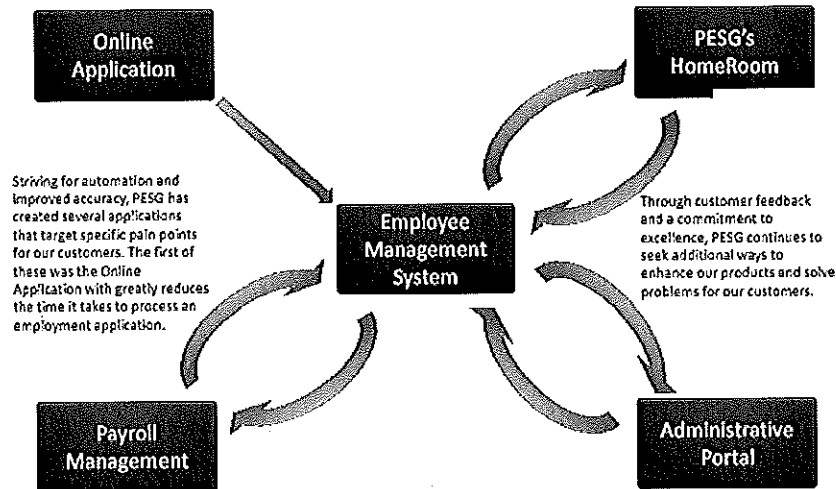 Online
Application
PESG's
HomeRoom
Striving for automation and
improved accuracy, PESG has
created several applications
that target specific pain points
for our customers. The first of
these was the Online
Application with greatly reduces
the time it takes to process an
employment application.
Employee
Management
System
Through customer feedback
and a commitment to
excellence, PESG continues to
seek additional ways to
enhance our products and solve
problems for our customers.
Payroll
Management
Administrative
Portal